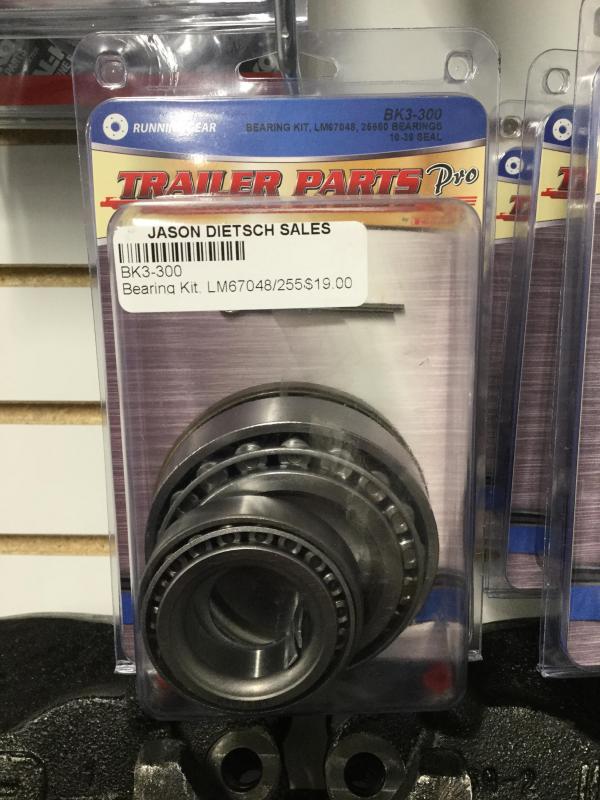 BK3-300
RUNNING GEAR
BEARING KIT, LM67048, 25580 BEARINGS
10-36 SEAL
TRAILER PARTS Pro
JASON DIETSCH SALES
BK3-300
Bearing Kit, LM67048/255$19.00